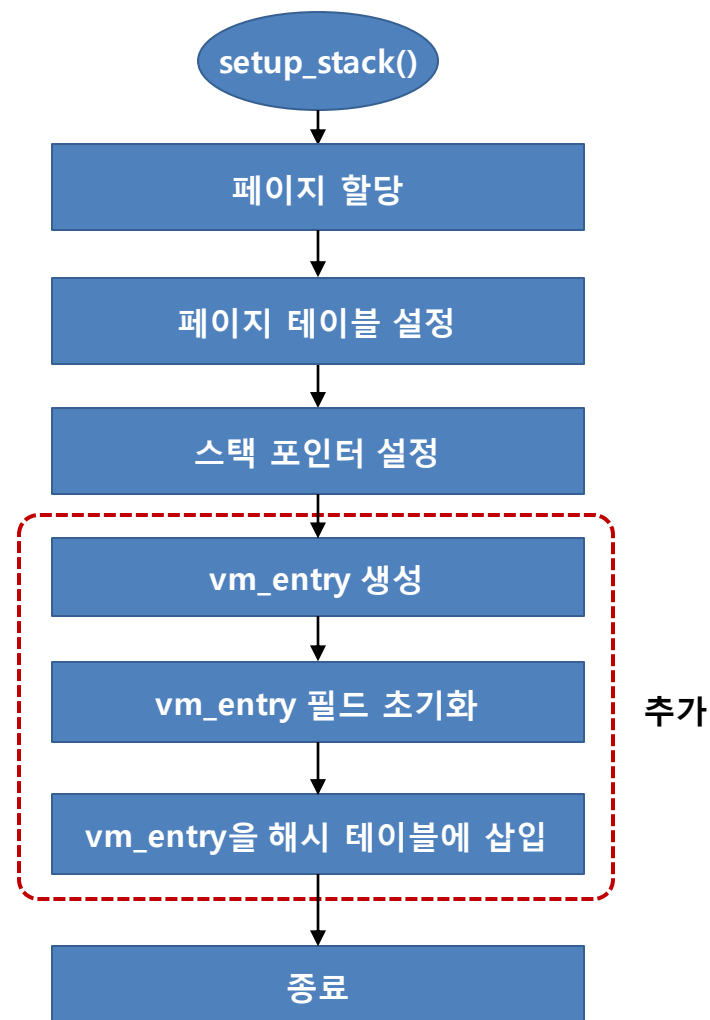 setup_stack()
페이지 할당
페이지 테이블 설정
스택 포인터 설정
vm_entry 생성
vm_entry 필드 초기화
추가
vm_entry을 해시 테이블에 삽입
종료